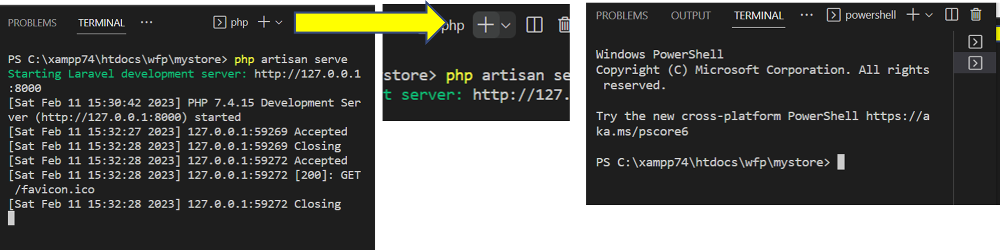 PROBLEMS TERMINAL ··· php
PS C:\xampp74\htdocs\wfp\mystore> php artisan serve
Starting Laravel development server: http://127.0.0.1
:8000
[Sat Feb 11 15:30:42 2023] PHP 7.4.15 Development Ser
ver (http://127.0.0.1:8000) started
[Sat Feb 11 15:32:27 2023] 127.0.0.1:59269 Accepted
[Sat Feb 11 15:32:28 2023] 127.0.0.1:59269 Closing
[Sat Feb 11 15:32:28 2023] 127.0.0.1:59272 Accepted
[Sat Feb 11 15:32:28 2023] 127.0.0.1:59272 [200]: GET
/favicon.ico
[Sat Feb 11 15:32:28 2023] 127.0.0.1:59272 Closing
php
store> php artisan se
t server: http://127.
PROBLEMS OUTPUT TERMINAL ··· powershell
Windows PowerShell
Copyright (C) Microsoft Corporation. All rights
reserved.
Try the new cross-platform PowerShell https://a
ka.ms/pscore6
PS C:\xampp74\htdocs\wfp\mystore>